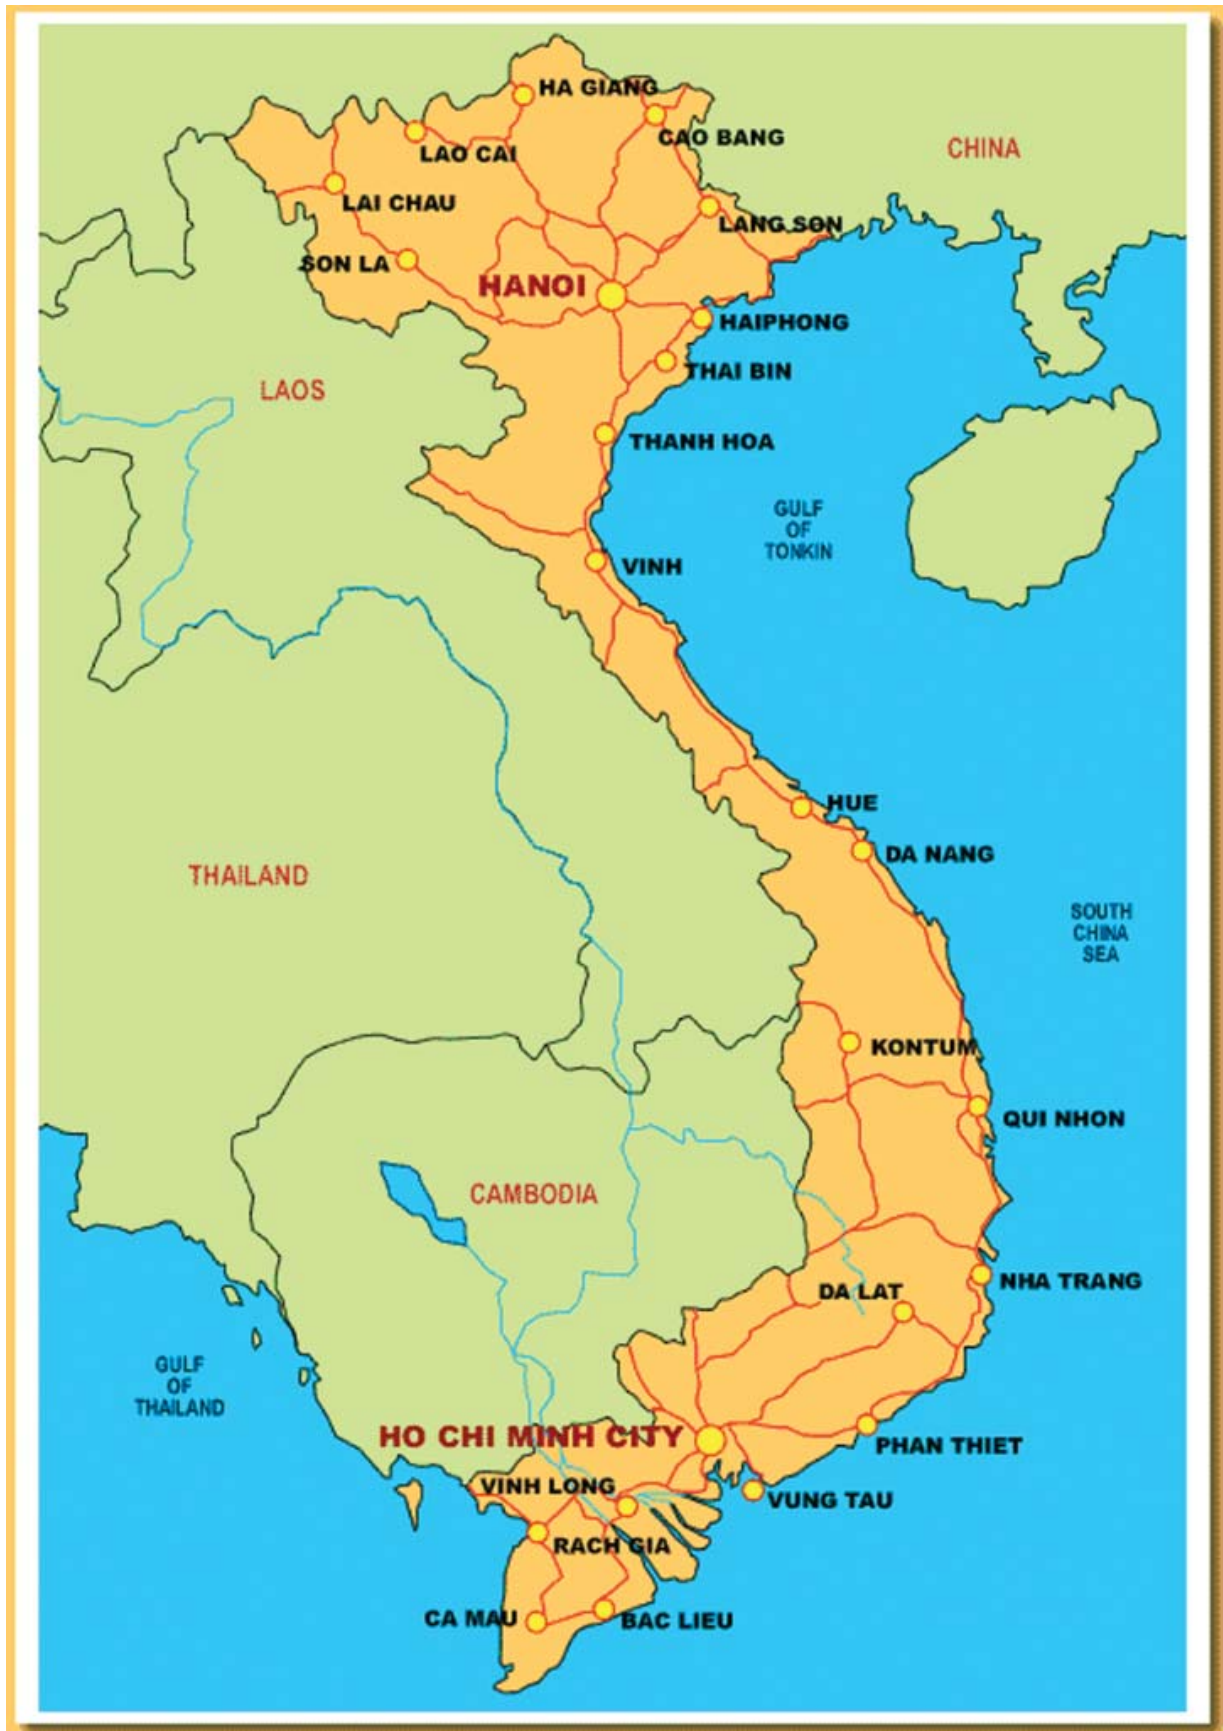 HA GIANG
CAO BANG
CHINA
LAO CAI
LAI CHAU
LANG SON
SON LA
HANOI
HAIPHONG
THAI BIN
LAOS
THANH HOA
GULF
OF
TONKIN
VINH
HUE
DA NANG
THAILAND
SOUTH
CHINA
SEA
KONTUM
QUI NHON
CAMBODIA
NHA TRANG
DA LAT
GULF
OF
THAILAND
HO CHI MINH CITY
PHAN THIET
VINH LONG
VUNG TAU
RACH GIA
CA MAU
BAC LIEU